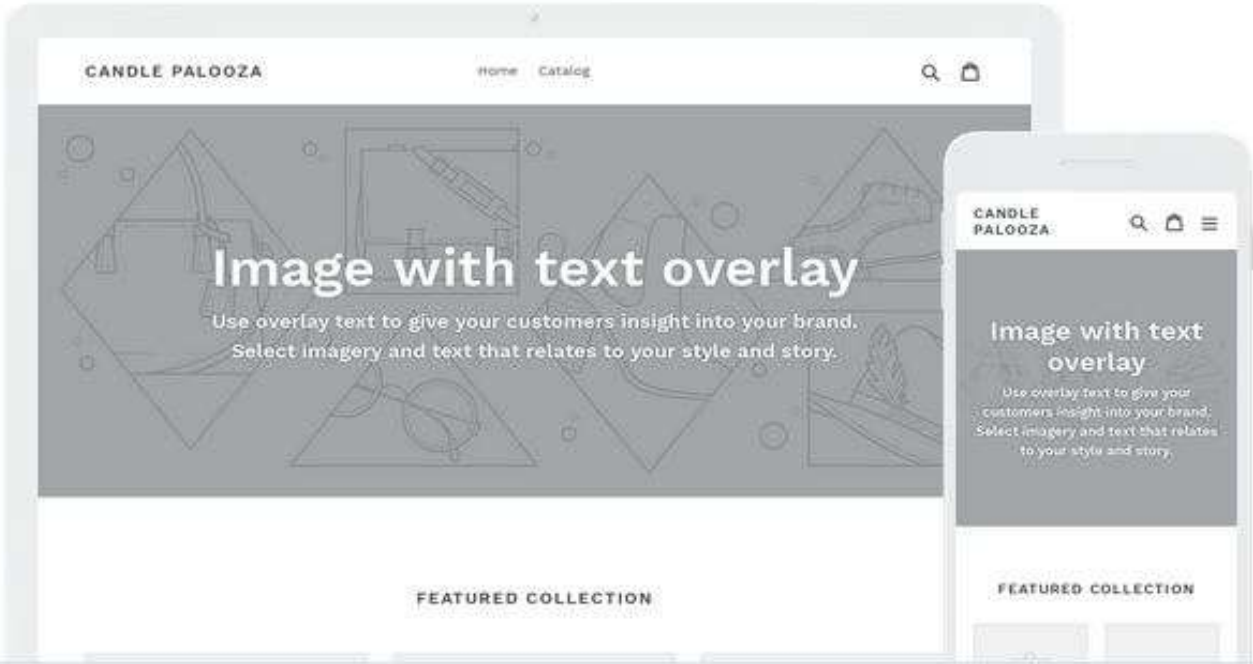 CANDLE PALOOZA
Home Catalog
Image with text overlay
Use overlay text to give your customers insight into your brand.
Select imagery and text that relates to your style and story.
FEATURED COLLECTION
CANDLE
PALOOZA
Image with text
overlay
Use overlay text to give your
customers insight into your brand.
Select imagery and text that relates
to your style and story.
FEATURED COLLECTION